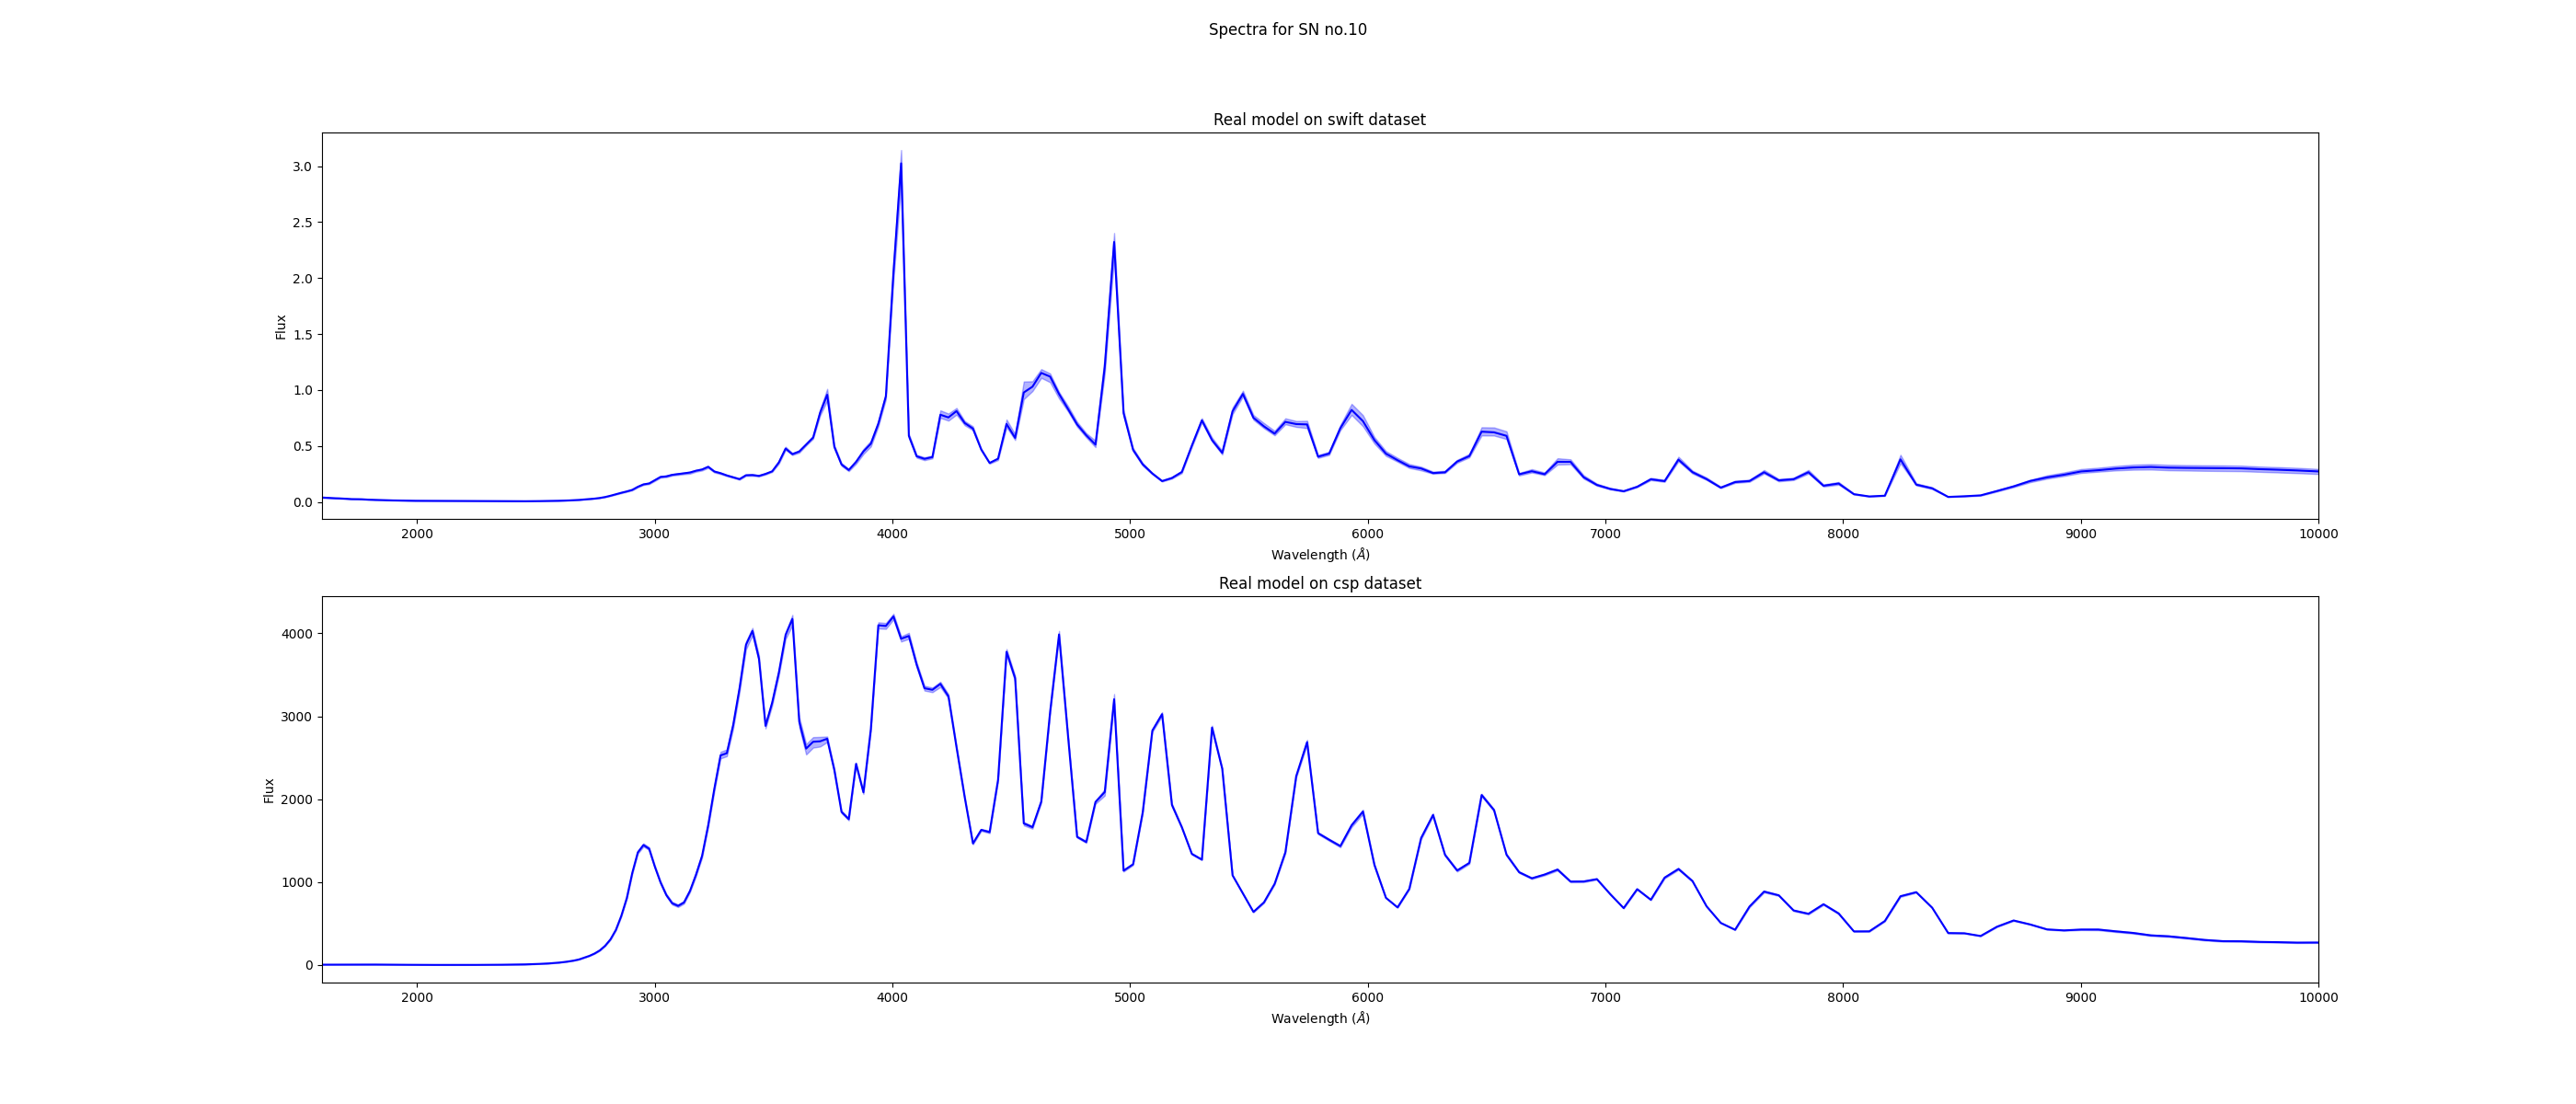 Spectra for SN no.10
Real model on swift dataset
3.0
2.5
2.0
1.5
1.0
0.5
0.0
Flux
2000 3000 4000 5000 6000 7000 8000 9000 10000
Wavelength (Å)
Real model on csp dataset
4000
3000
2000
1000
0
Flux
2000 3000 4000 5000 6000 7000 8000 9000 10000
Wavelength (Å)